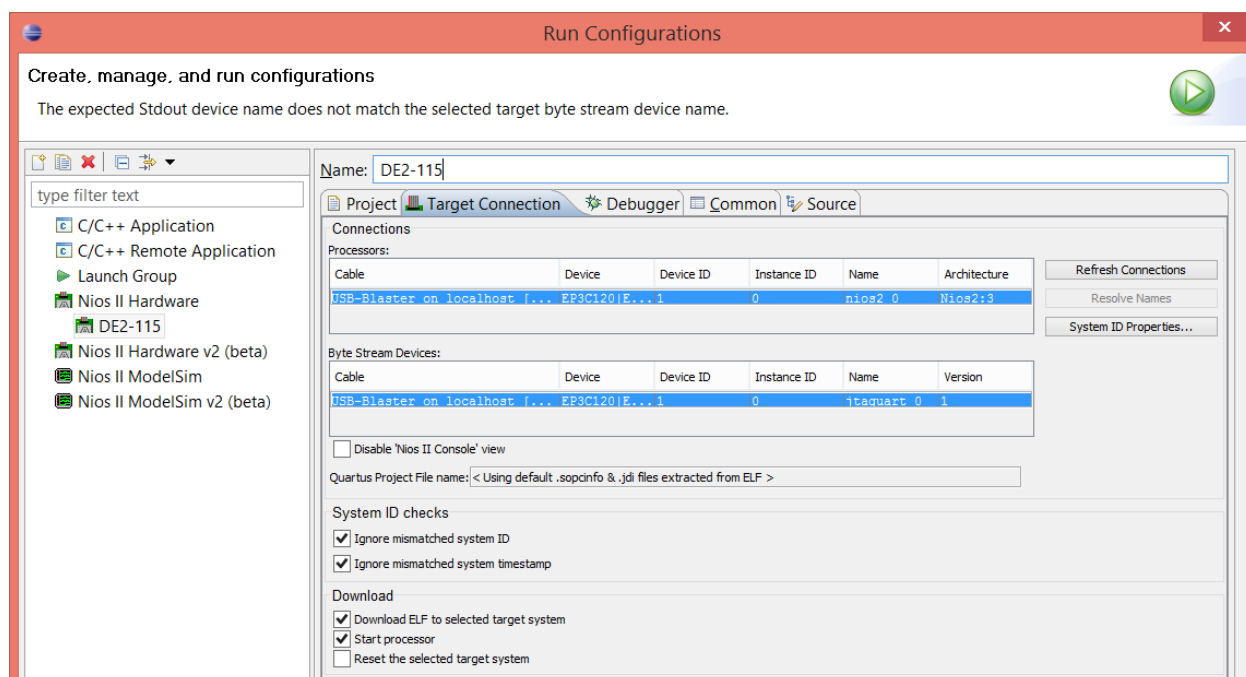 Run Configurations
Create, manage, and run configurations
The expected Stdout device name does not match the selected target byte stream device name.
Name: DE2-115
type filter text
C/C++ Application
C/C++ Remote Application
Launch Group
Nios II Hardware
DE2-115
Nios II Hardware v2 (beta)
Nios II ModelSim
Nios II ModelSim v2 (beta)
Project Target Connection Debugger Common Source
Connections
Processors:
Cable Device Device ID Instance ID Name Architecture
USB-Blaster on localhost [... EP3C120|E... 1 0 nios2_0 Nios2:3
Refresh Connections
Resolve Names
System ID Properties...
Byte Stream Devices:
Cable Device Device ID Instance ID Name Version
USB-Blaster on localhost [... EP3C120|E... 1 0 jtaguart_0 1
Disable 'Nios II Console' view
Quartus Project File name: < Using default .sopcinfo & .jdi files extracted from ELF >
System ID checks
Ignore mismatched system ID
Ignore mismatched system timestamp
Download
Download ELF to selected target system
Start processor
Reset the selected target system